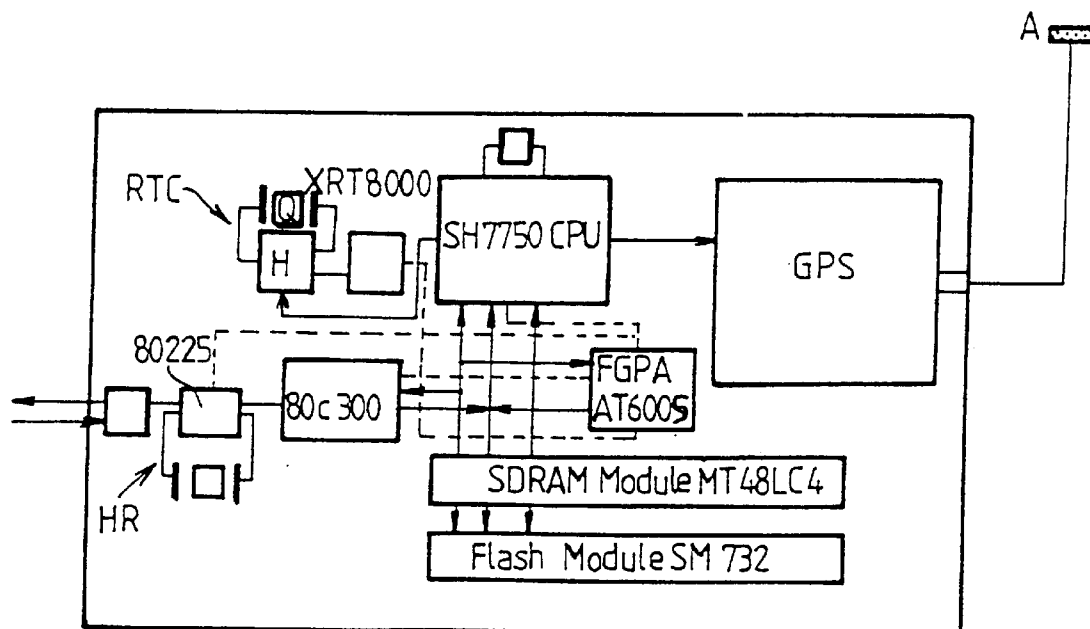 A
RTC
XRT8000
Q
H
SH7750 CPU
GPS
80225
80c300
FGPA
AT6005
HR
SDRAM Module MT48LC4
Flash Module SM 732